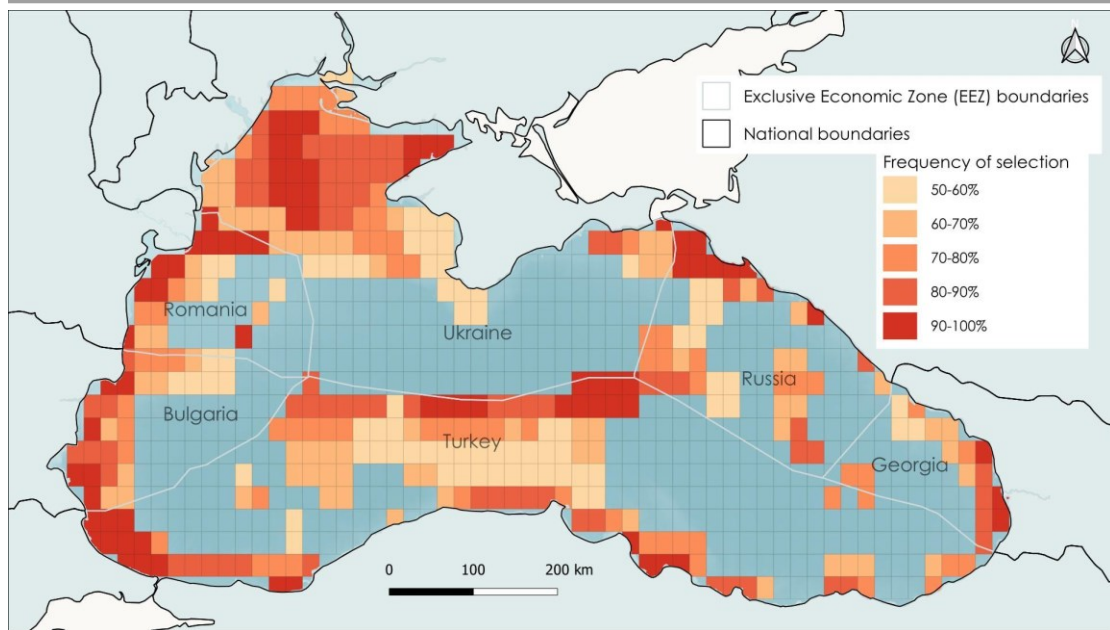 N
Exclusive Economic Zone (EEZ) boundaries
National boundaries
Frequency of selection
50-60%
60-70%
70-80%
80-90%
90-100%
Romania
Ukraine
Russia
Bulgaria
Turkey
Georgia
0 100 200 km